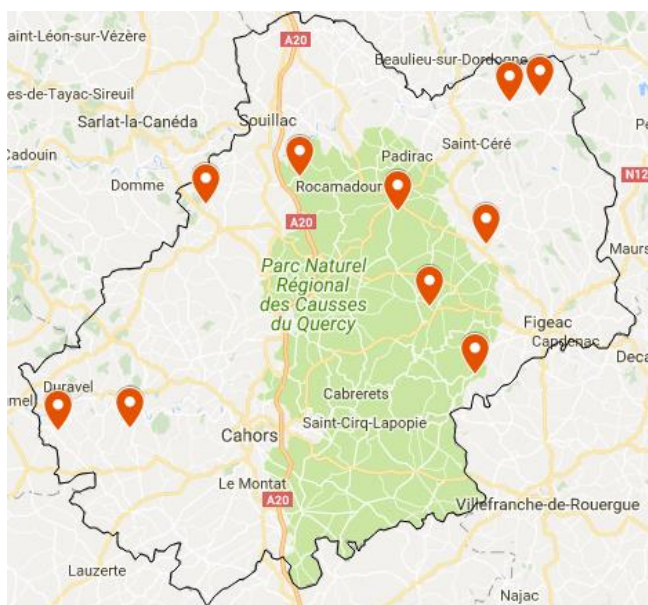 aint-Léon-sur-Vézère
A20
Beaulieu-sur-Dordogne
es-de-Tayac-Sireuil
Sarlat-la-Canéda
Souillac
Saint-Céré
Cadouin
Padirac
Domme
Rocamadour
N12
A20
Maurs
Parc Naturel
Régional
des Causses
du Quercy
Figeac
Capdenac
Deca
Duravel
mel
Cabrerets
Saint-Cirq-Lapopie
Cahors
Le Montat
A20
Villefranche-de-Rouergue
Lauzerte
Najac